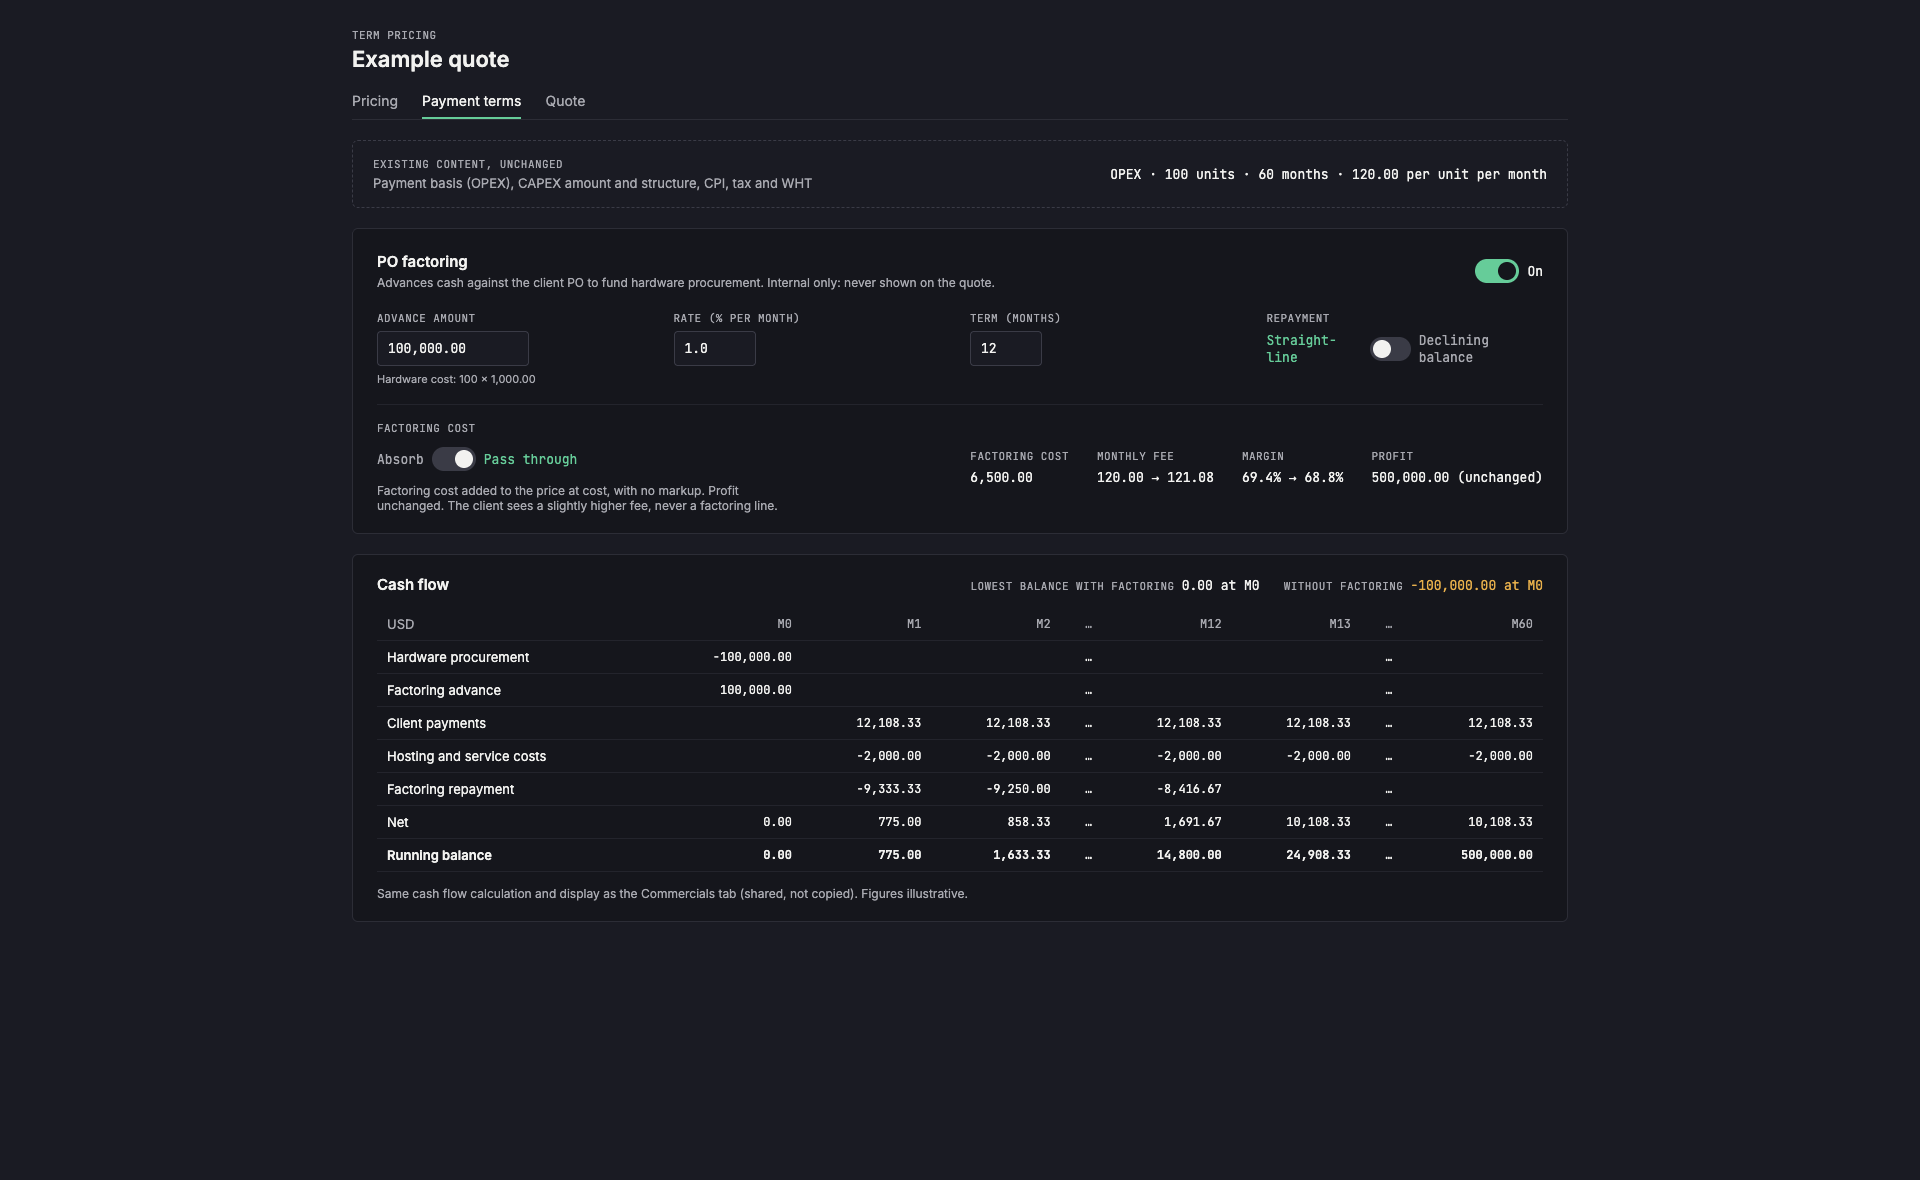 TERM PRICING
Example quote
Pricing Payment terms Quote
EXISTING CONTENT, UNCHANGED
Payment basis (OPEX), CAPEX amount and structure, CPI, tax and WHT
OPEX · 100 units · 60 months · 120.00 per unit per month
PO factoring
Advances cash against the client PO to fund hardware procurement. Internal only: never shown on the quote.
On
ADVANCE AMOUNT RATE (% PER MONTH) TERM (MONTHS) REPAYMENT
100,000.00 1.0 12 Straight-line Declining balance
Hardware cost: 100 × 1,000.00
FACTORING COST
Absorb Pass through
Factoring cost added to the price at cost, with no markup. Profit
unchanged. The client sees a slightly higher fee, never a factoring line.
FACTORING COST MONTHLY FEE MARGIN PROFIT
6,500.00 120.00 → 121.08 69.4% → 68.8% 500,000.00 (unchanged)
Cash flow
LOWEST BALANCE WITH FACTORING 0.00 at M0 WITHOUT FACTORING -100,000.00 at M0
USD M0 M1 M2 … M12 M13 … M60
Hardware procurement -100,000.00 … …
Factoring advance 100,000.00 … …
Client payments 12,108.33 12,108.33 … 12,108.33 12,108.33 … 12,108.33
Hosting and service costs -2,000.00 -2,000.00 … -2,000.00 -2,000.00 … -2,000.00
Factoring repayment -9,333.33 -9,250.00 … -8,416.67 …
Net 0.00 775.00 858.33 … 1,691.67 10,108.33 … 10,108.33
Running balance 0.00 775.00 1,633.33 … 14,800.00 24,908.33 … 500,000.00
Same cash flow calculation and display as the Commercials tab (shared, not copied). Figures illustrative.